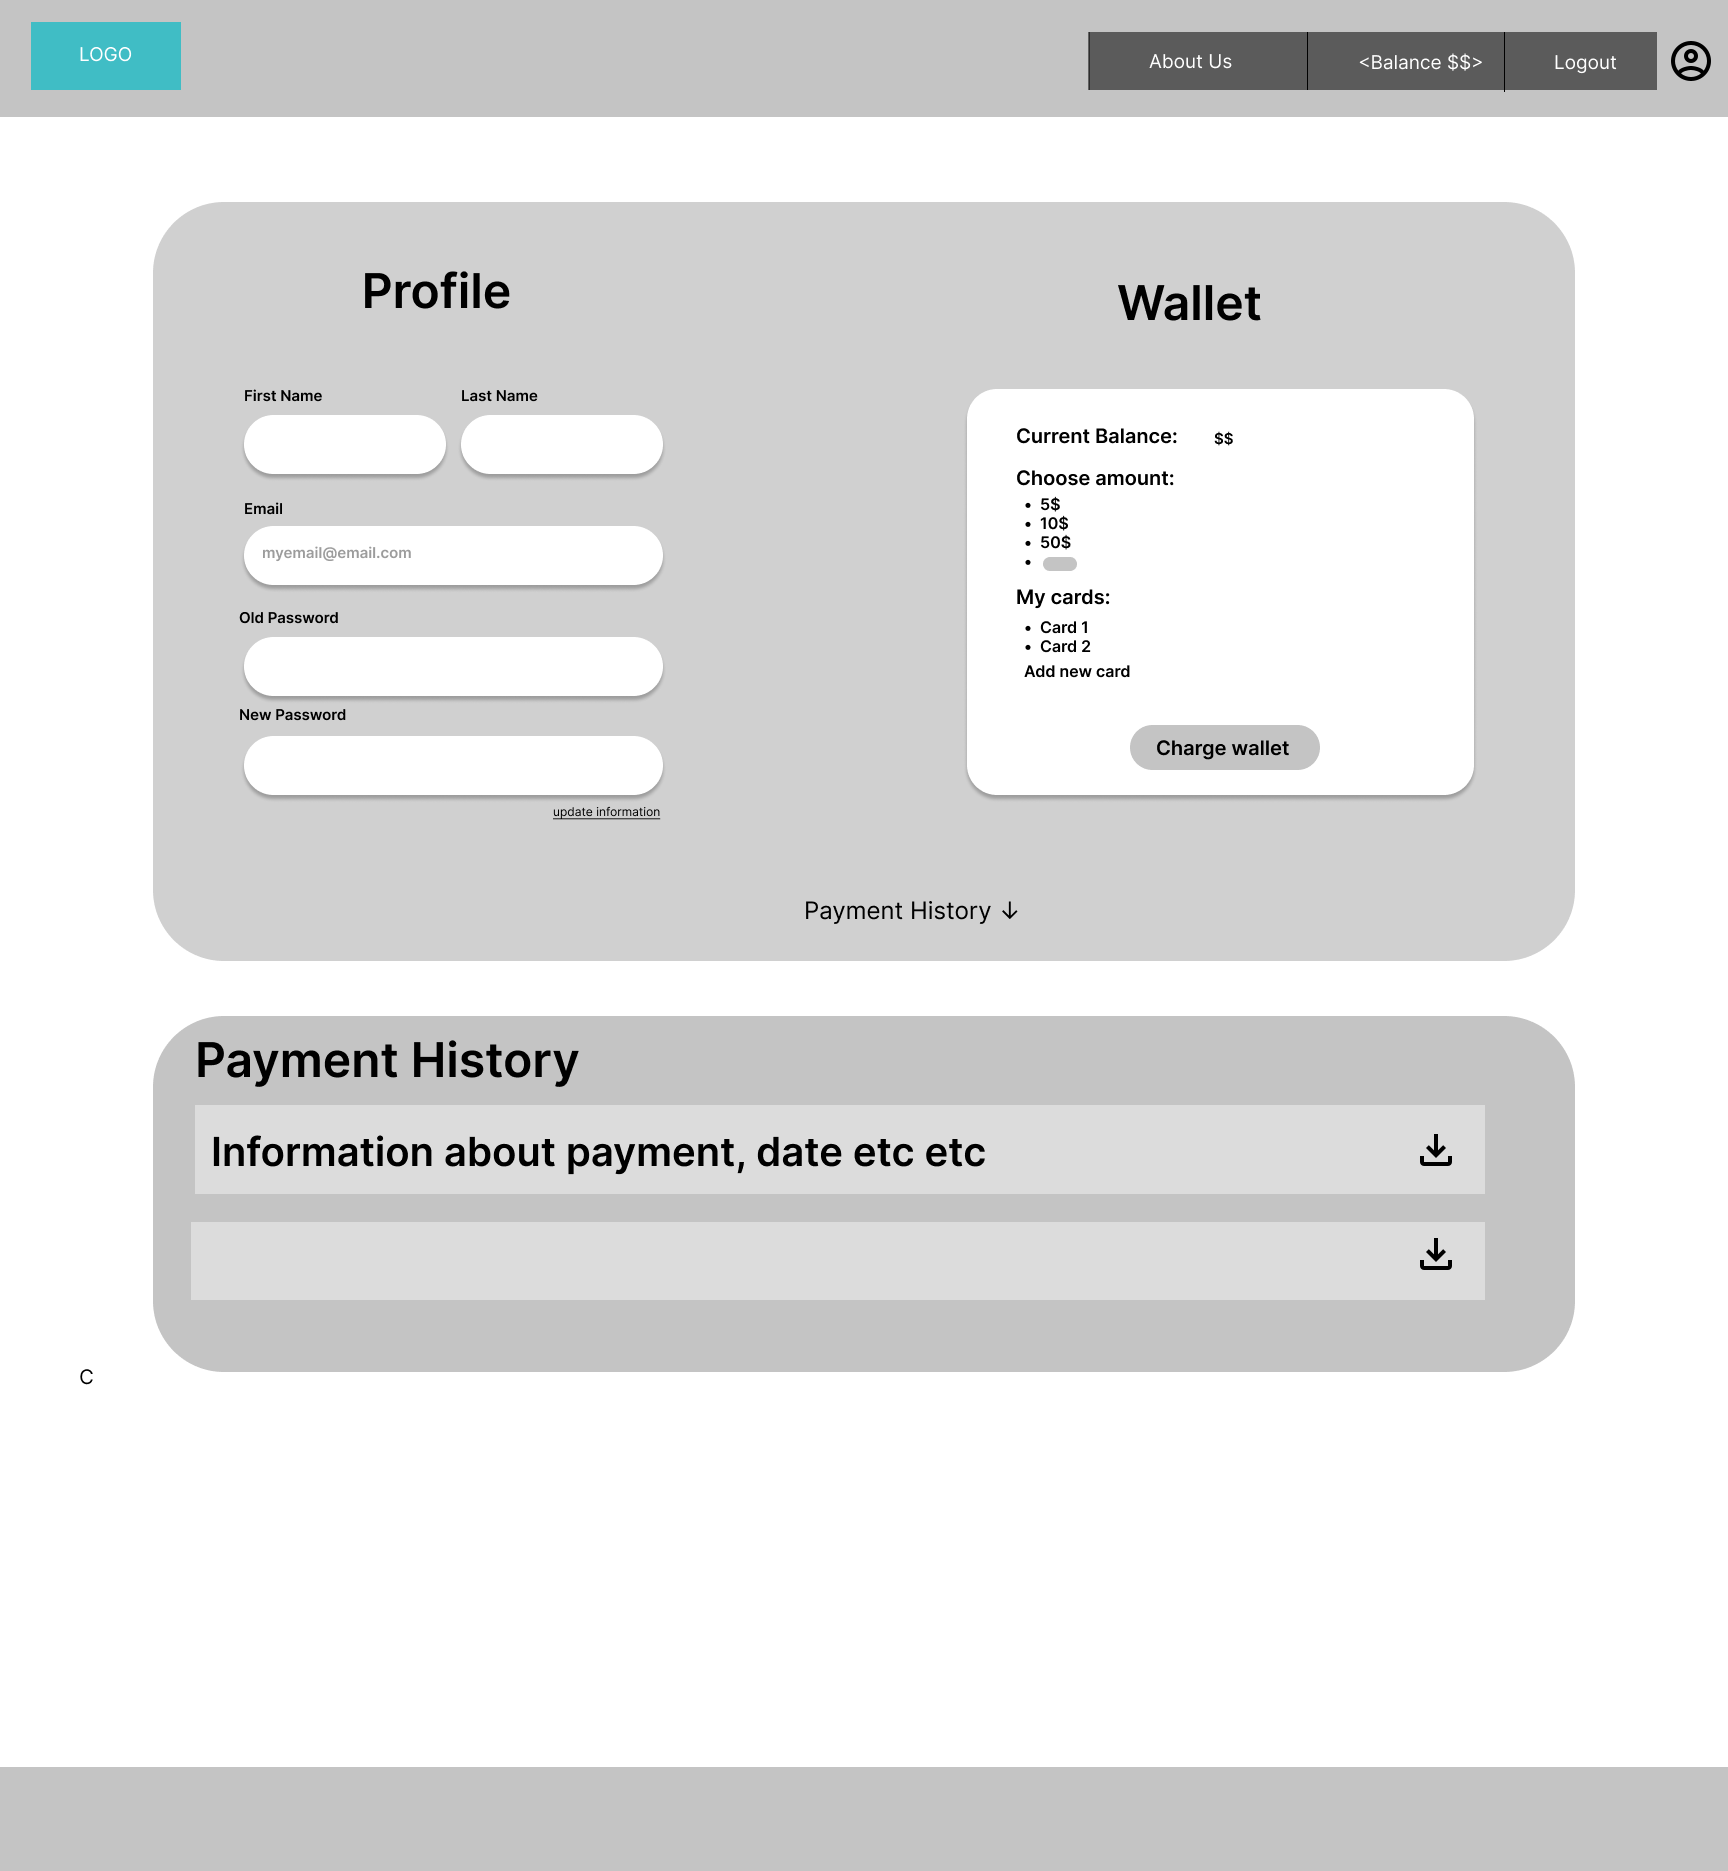 LOGO
About Us
<Balance $$>
Logout
Profile
First Name
Last Name
Email
myemail@email.com
Old Password
New Password
update information
Wallet
Current Balance: $$
Choose amount:
• 5$
• 10$
• 50$
•
My cards:
• Card 1
• Card 2
Add new card
Charge wallet
Payment History ↓
Payment History
Information about payment, date etc etc
C